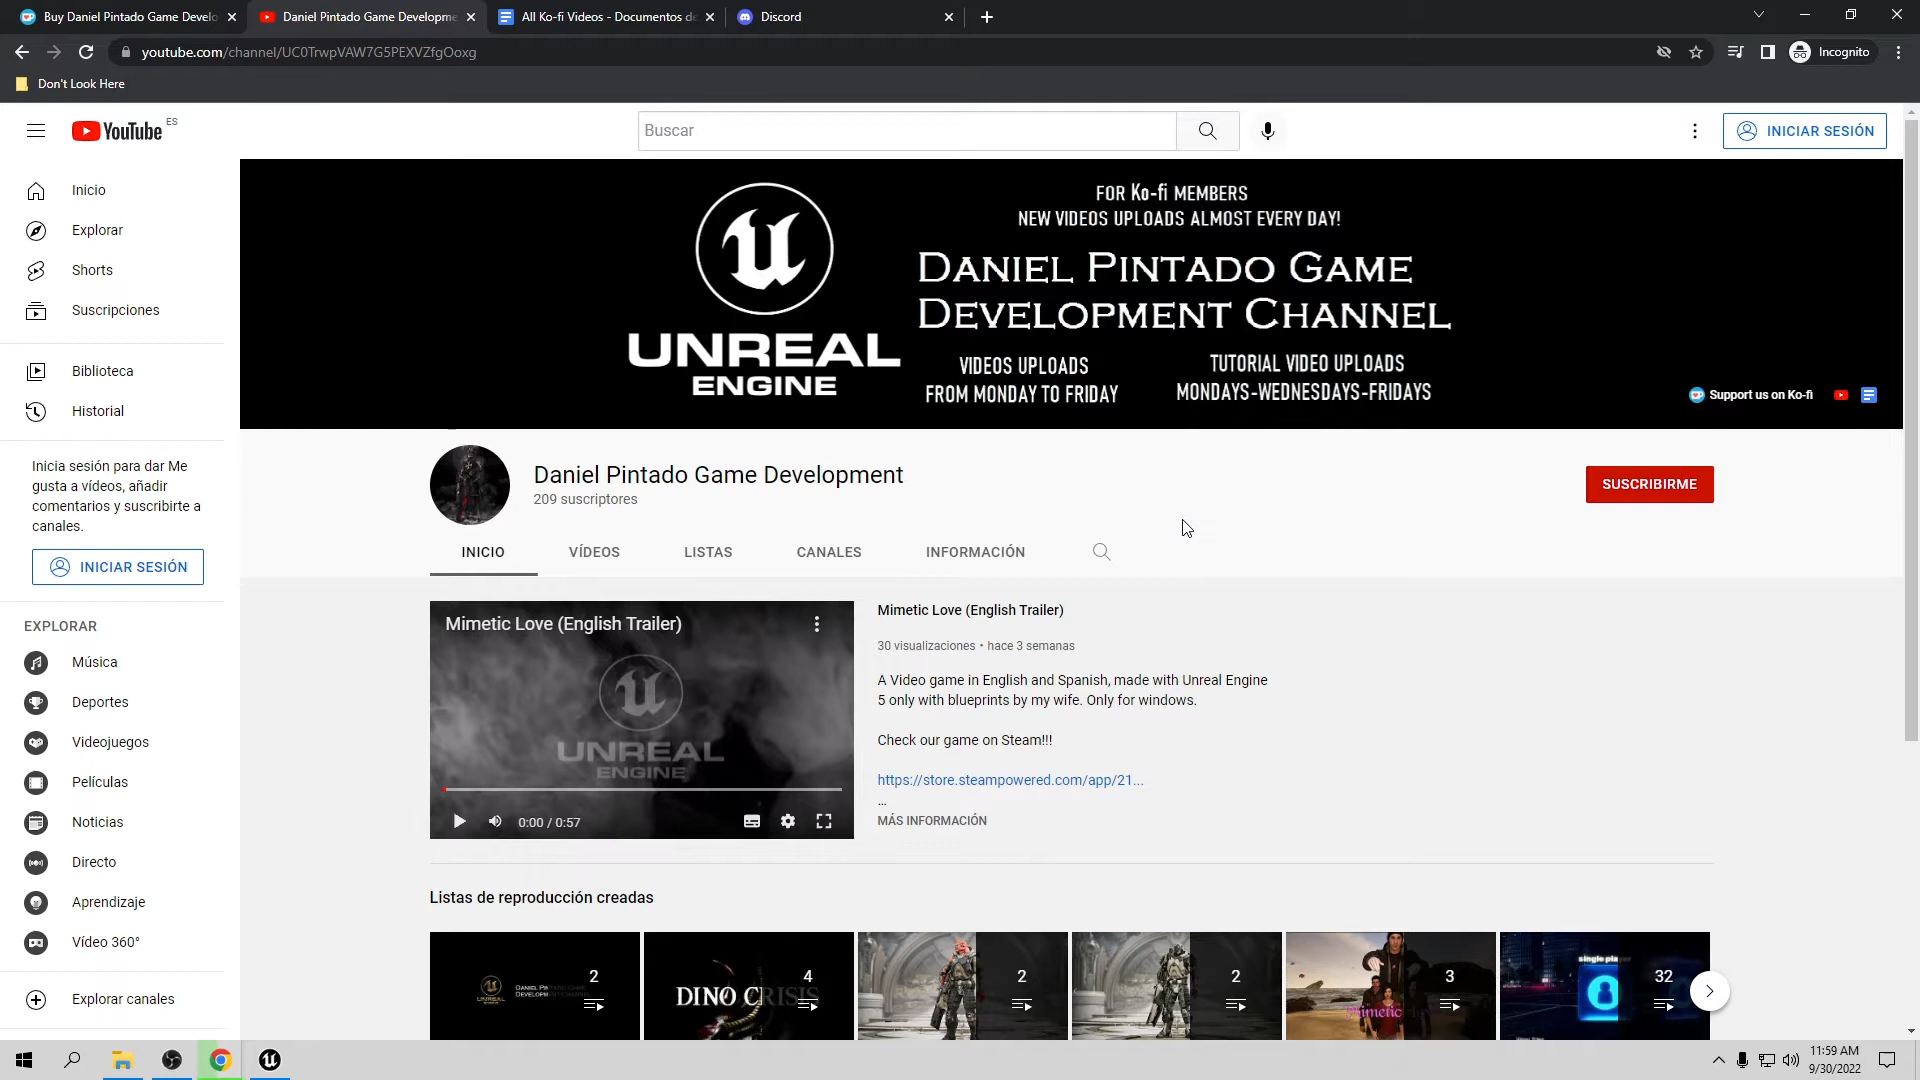 Buy Daniel Pintado Game Develo
Daniel Pintado Game Developme
All Ko-fi Videos - Documentos de
Discord
youtube.com/channel/UC0TrwpVAW7G5PEXVZfgOoxg
Incognito
Don't Look Here
YouTube ES
Buscar
INICIAR SESIÓN
Inicio
Explorar
Shorts
Suscripciones
Biblioteca
Historial
Inicia sesión para dar Me
gusta a vídeos, añadir
comentarios y suscribirte a
canales.
INICIAR SESIÓN
EXPLORAR
Música
Deportes
Videojuegos
Películas
Noticias
Directo
Aprendizaje
Vídeo 360°
Explorar canales
UNREAL
ENGINE
FOR Ko-fi MEMBERS
NEW VIDEOS UPLOADS ALMOST EVERY DAY!
DANIEL PINTADO GAME
DEVELOPMENT CHANNEL
VIDEOS UPLOADS
FROM MONDAY TO FRIDAY
TUTORIAL VIDEO UPLOADS
MONDAYS-WEDNESDAYS-FRIDAYS
Support us on Ko-fi
Daniel Pintado Game Development
209 suscriptores
SUSCRIBIRME
INICIO
VÍDEOS
LISTAS
CANALES
INFORMACIÓN
Mimetic Love (English Trailer)
UNREAL
ENGINE
0:00 / 0:57
Mimetic Love (English Trailer)
30 visualizaciones • hace 3 semanas
A Video game in English and Spanish, made with Unreal Engine
5 only with blueprints by my wife. Only for windows.
Check our game on Steam!!!
https://store.steampowered.com/app/21...
...
MÁS INFORMACIÓN
Listas de reproducción creadas
2
DINO CRISIS
4
2
2
Mimetic
3
single player
32
11:59 AM
9/30/2022